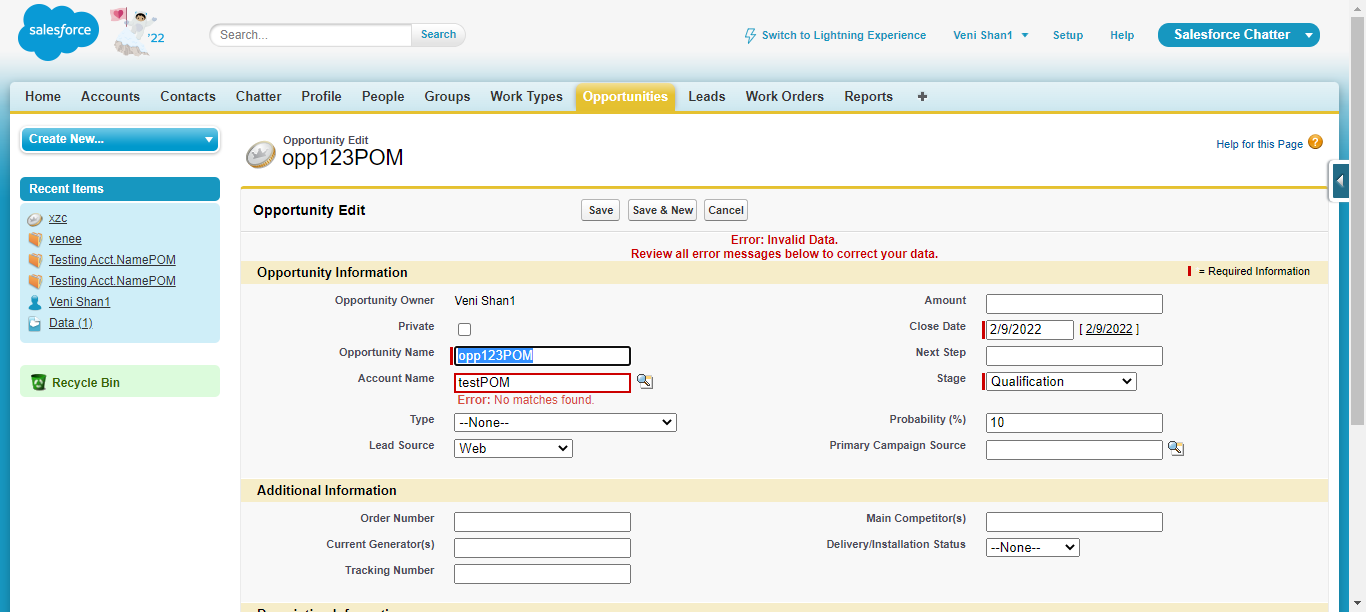 salesforce
'22
Search...
Search
Switch to Lightning Experience
Veni Shan1
Setup
Help
Salesforce Chatter
Home Accounts Contacts Chatter Profile People Groups Work Types Opportunities Leads Work Orders Reports +
Create New...
Recent Items
xzc
venee
Testing Acct.NamePOM
Testing Acct.NamePOM
Veni Shan1
Data (1)
Recycle Bin
Opportunity Edit
opp123POM
Help for this Page ?
Opportunity Edit
Save
Save & New
Cancel
Error: Invalid Data.
Review all error messages below to correct your data.
Opportunity Information
= Required Information
Opportunity Owner Veni Shan1
Amount
Private
Close Date 2/9/2022 [ 2/9/2022 ]
Opportunity Name opp123POM
Next Step
Account Name testPOM
Error: No matches found.
Stage Qualification
Type --None--
Probability (%) 10
Lead Source Web
Primary Campaign Source
Additional Information
Order Number
Main Competitor(s)
Current Generator(s)
Delivery/Installation Status --None--
Tracking Number